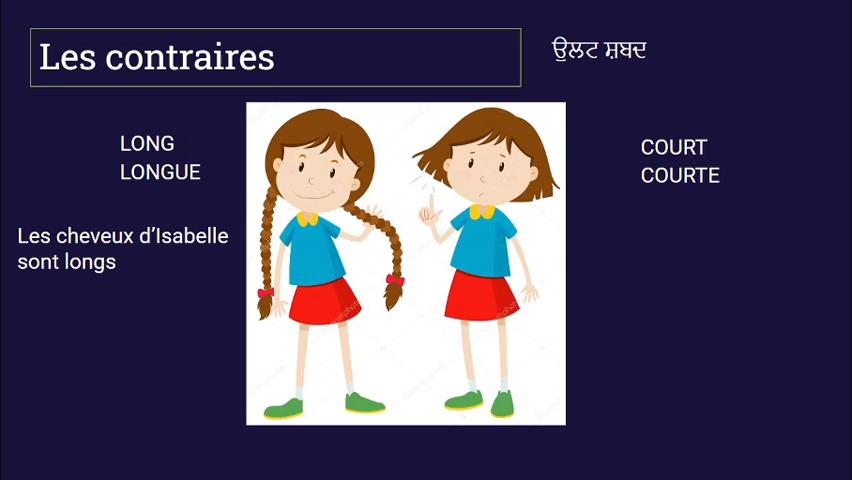 Les contraires
ਉਲਟ ਸ਼ਬਦ
LONG
LONGUE
COURT
COURTE
Les cheveux d’Isabelle
sont longs